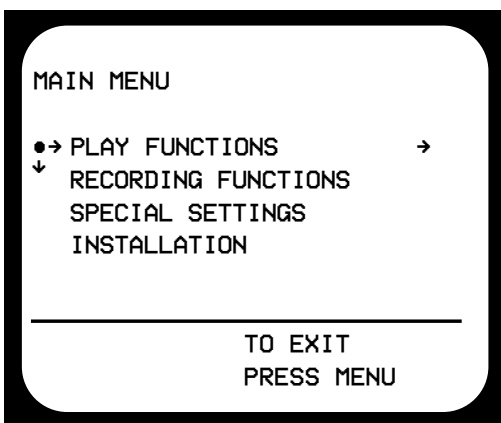 MAIN MENU
●→ PLAY FUNCTIONS →
↓ RECORDING FUNCTIONS
SPECIAL SETTINGS
INSTALLATION
TO EXIT
PRESS MENU